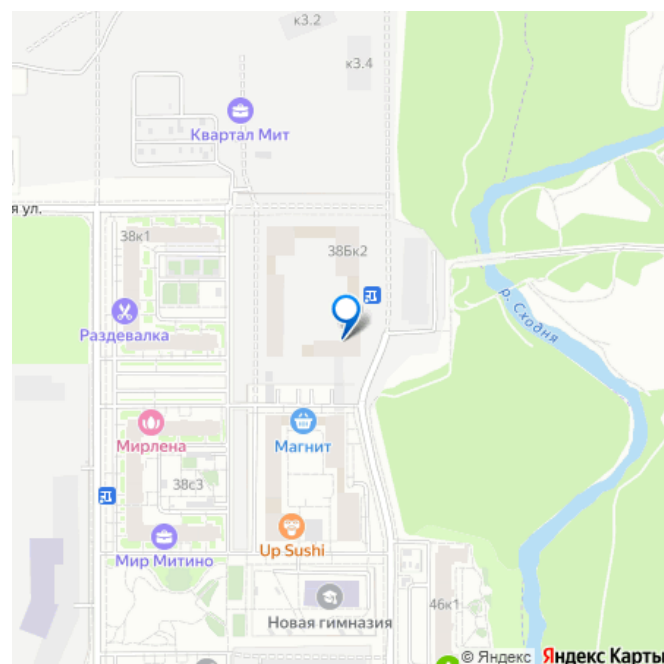 к3.2
к3.4
Квартал Мит
я ул.
38к1
38Бк2
р. Сходня
Раздевалка
Мирлена
Магнит
38с3
Up Sushi
Мир Митино
Новая гимназия
46к1
© Яндекс Яндекс Карты